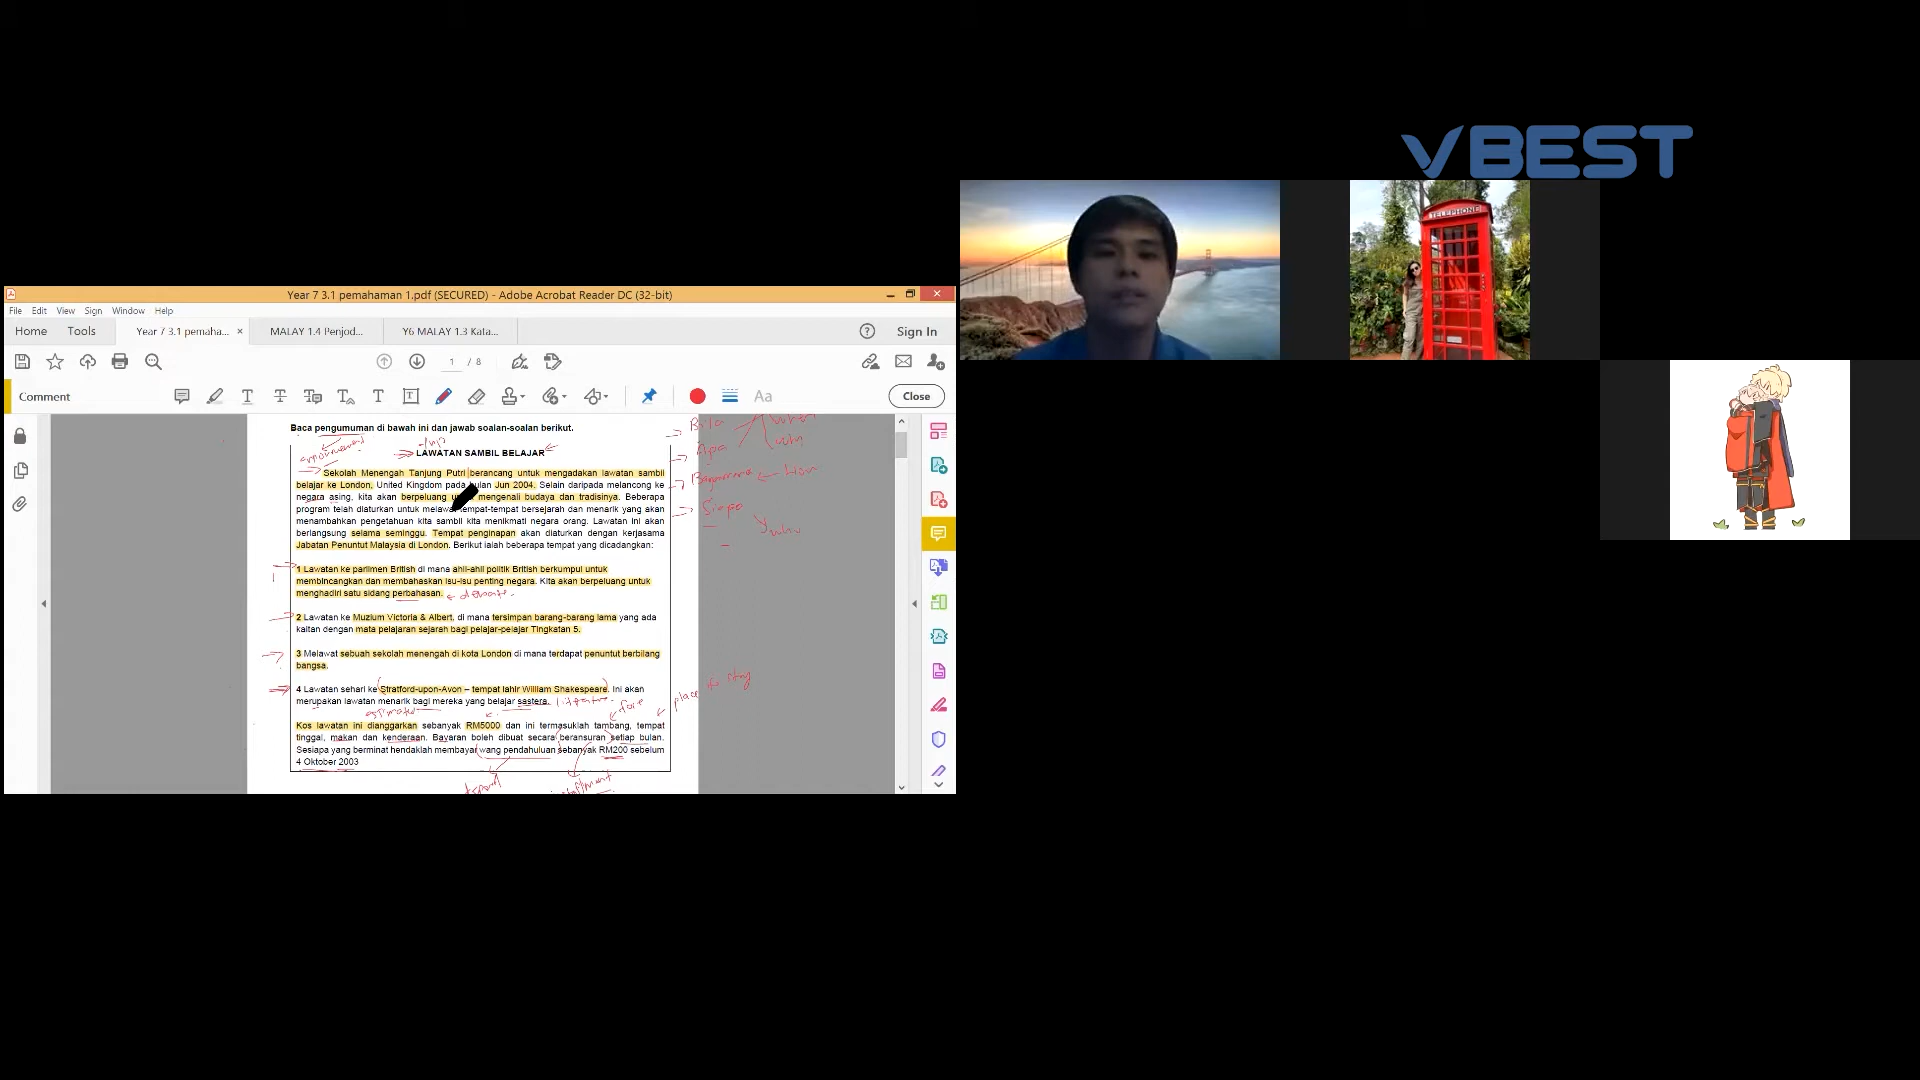 VBEST
TELEPHONE
Year 7 3.1 pemahaman 1.pdf (SECURED) - Adobe Acrobat Reader DC (32-bit)
File Edit View Sign Window Help
Home Tools Year 7 3.1 pemaha... × MALAY 1.4 Penjod... Y6 MALAY 1.3 Kata... Sign In
1 / 8
Comment Aa Close
Baca pengumuman di bawah ini dan jawab soalan-soalan berikut.
LAWATAN SAMBIL BELAJAR
Sekolah Menengah Tanjung Putri berancang untuk mengadakan lawatan sambil
belajar ke London, United Kingdom pada bulan Jun 2004. Selain daripada melancong ke
negara asing, kita akan berpeluang mengenali budaya dan tradisinya. Beberapa
program telah diaturkan untuk melawat tempat-tempat bersejarah dan menarik yang akan
menambahkan pengetahuan kita sambil kita menikmati negara orang. Lawatan ini akan
berlangsung selama seminggu. Tempat penginapan akan diaturkan dengan kerjasama
Jabatan Penuntut Malaysia di London. Berikut ialah beberapa tempat yang dicadangkan:
1 Lawatan ke parlimen British di mana ahli-ahli politik British berkumpul untuk
membincangkan dan membahaskan isu-isu penting negara. Kita akan berpeluang untuk
menghadiri satu sidang perbahasan. debate.
2 Lawatan ke Muzium Victoria & Albert, di mana tersimpan barang-barang lama yang ada
kaitan dengan mata pelajaran sejarah bagi pelajar-pelajar Tingkatan 5.
3 Melawat sebuah sekolah menengah di kota London di mana terdapat penuntut berbilang
bangsa.
4 Lawatan sehari ke Stratford-upon-Avon – tempat lahir William Shakespeare. Ini akan
merupakan lawatan menarik bagi mereka yang belajar sastera. literature.
Kos lawatan ini dianggarkan sebanyak RM5000 dan ini termasuklah tambang, tempat
tinggal, makan dan kenderaan. Bayaran boleh dibuat secara beransuran setiap bulan.
Sesiapa yang berminat hendaklah membayar wang pendahuluan sebanyak RM200 sebelum
4 Oktober 2003
Bila
Apa
Bagaimana How
Siapa
who
place to stay